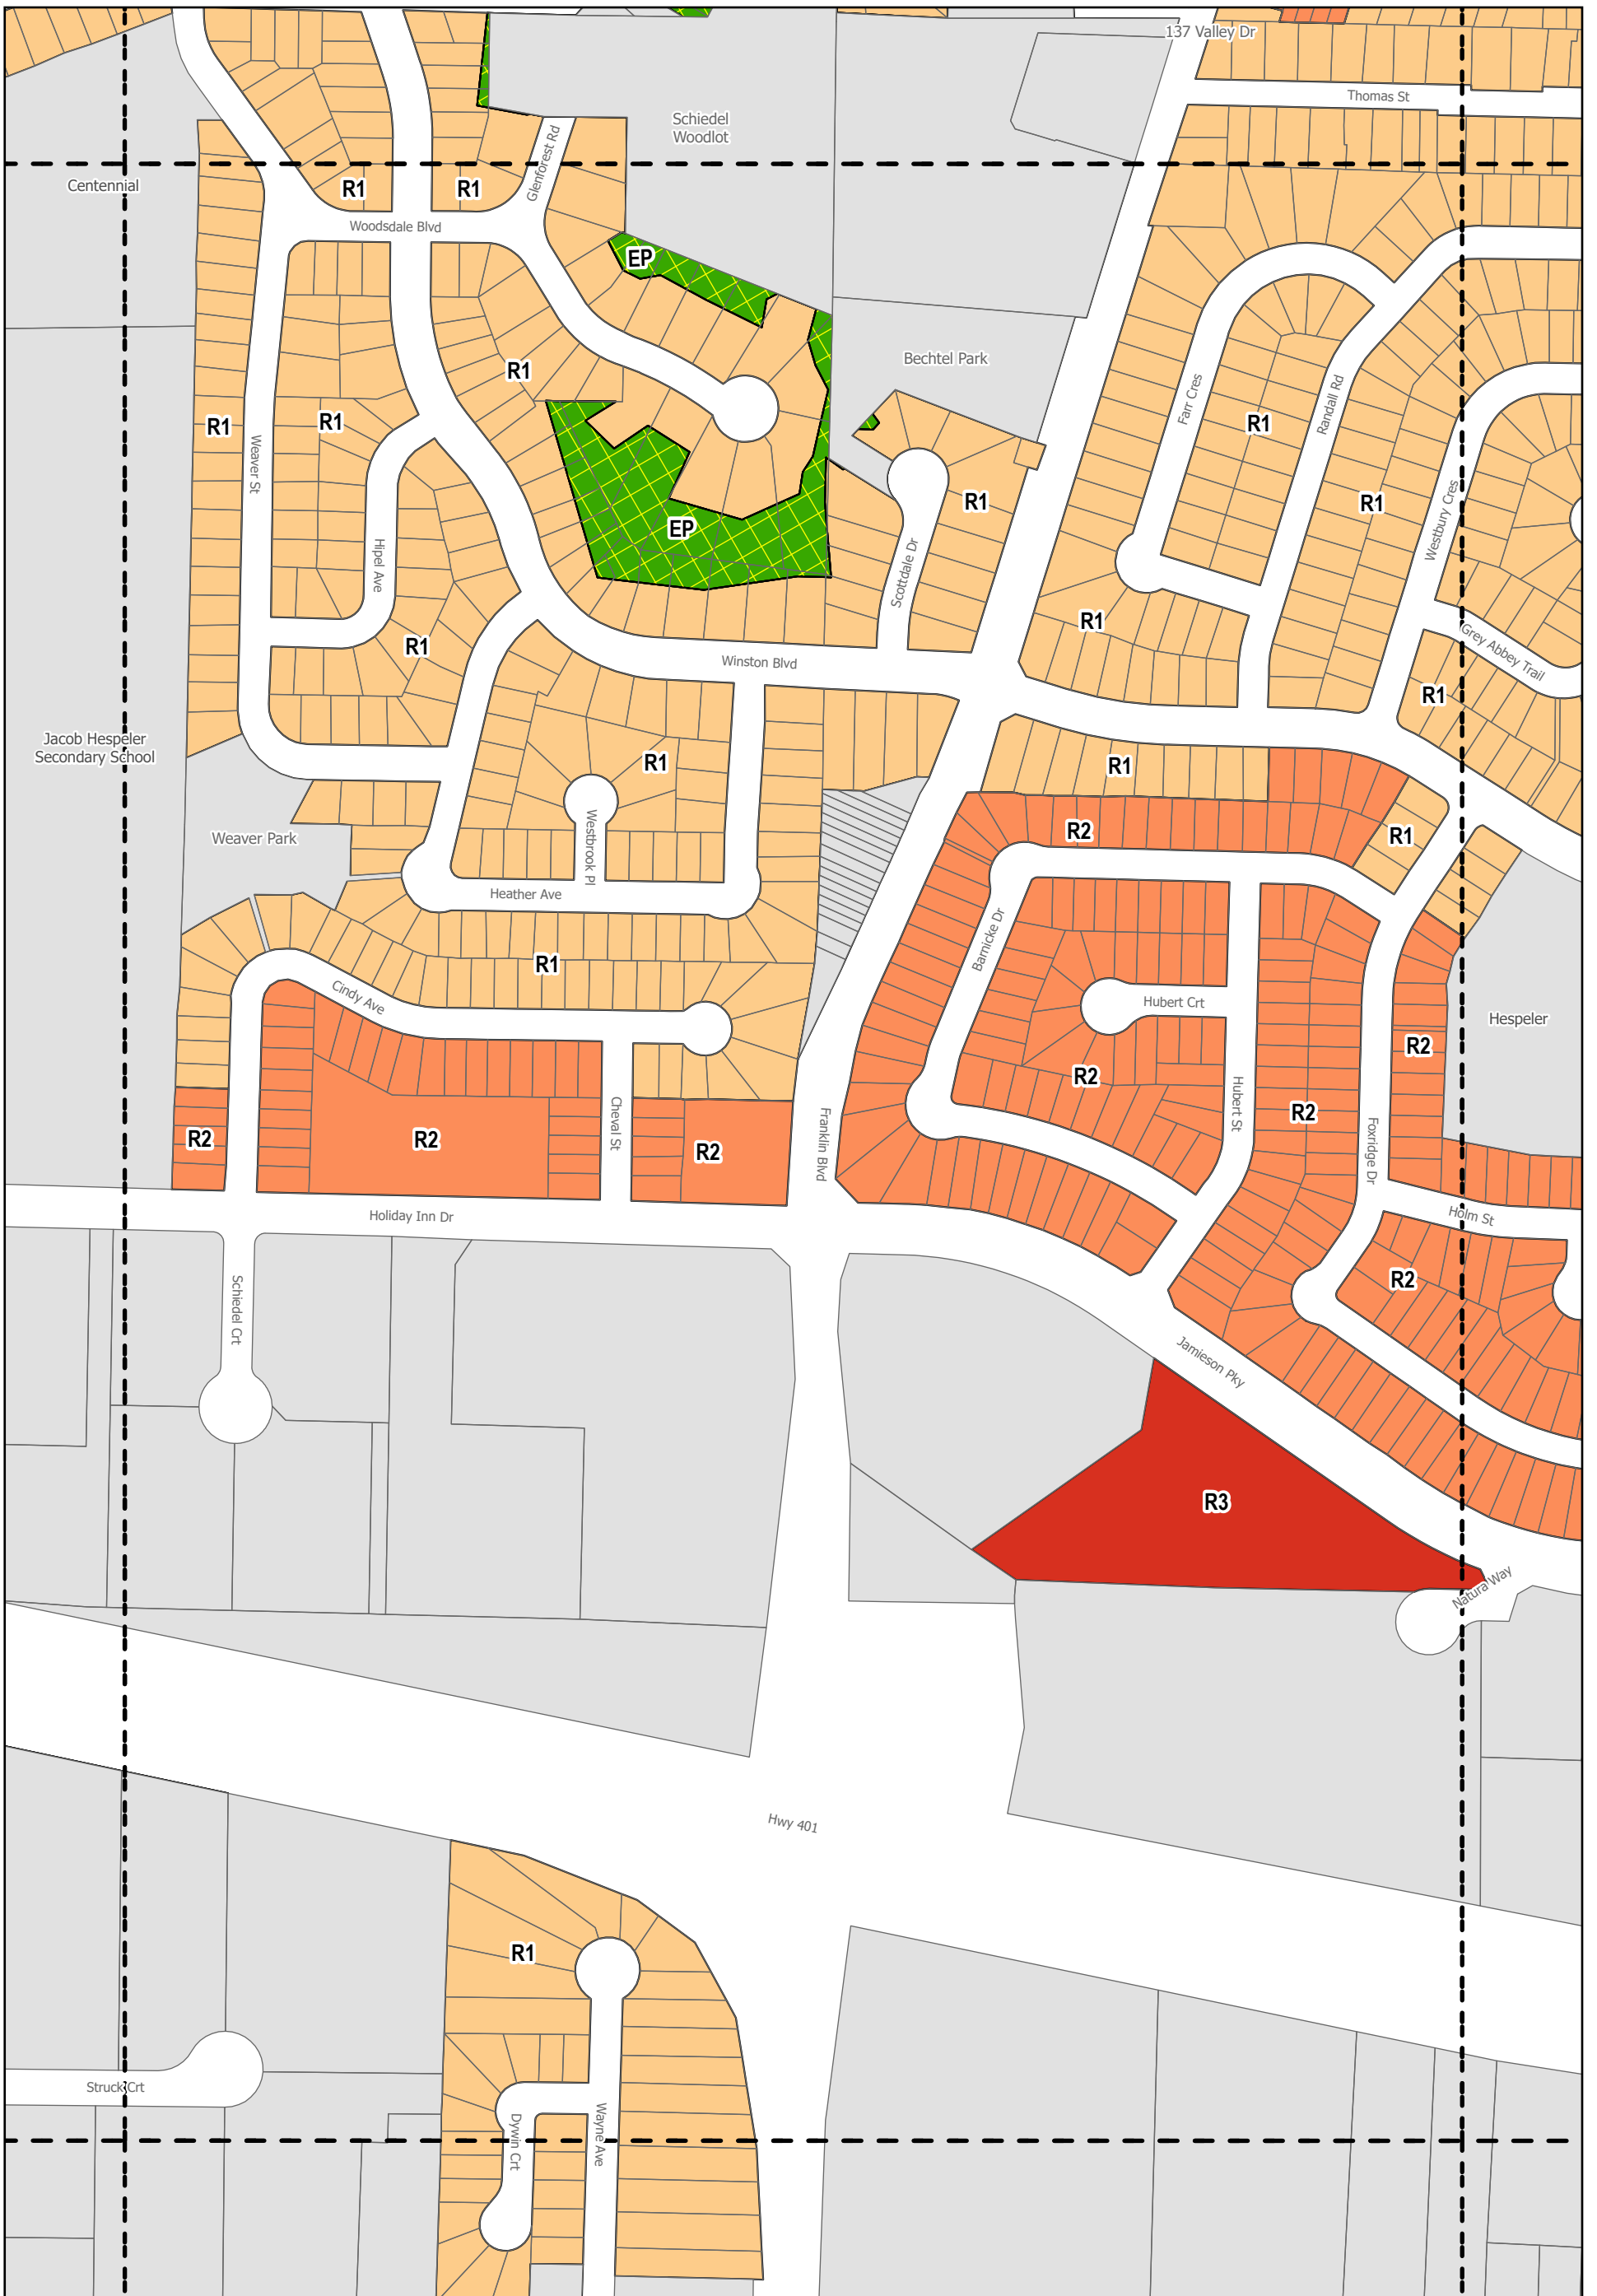 137 Valley Dr
Thomas St
Schiedel
Woodlot
Glenforest Rd
Centennial
R1
R1
Woodsdale Blvd
EP
Bechtel Park
R1
Farr Cres
Randall Rd
R1
R1
R1
Weaver St
R1
R1
Westbury Cres
EP
Hipel Ave
Scottdale Dr
R1
R1
Grey Abbey Trail
Winston Blvd
R1
Jacob Hespeler
Secondary School
R1
R1
Weaver Park
Westbrook Pl
R2
R1
Heather Ave
Barnicke Dr
R1
Cindy Ave
Hubert Crt
Hespeler
R2
R2
Hubert St
R2
Cheval St
Franklin Blvd
Foxridge Dr
R2
R2
R2
Holiday Inn Dr
Holm St
R2
Schiedel Crt
Jamieson Pky
R3
Natura Way
Hwy 401
R1
Struck Crt
Dywin Crt
Wayne Ave